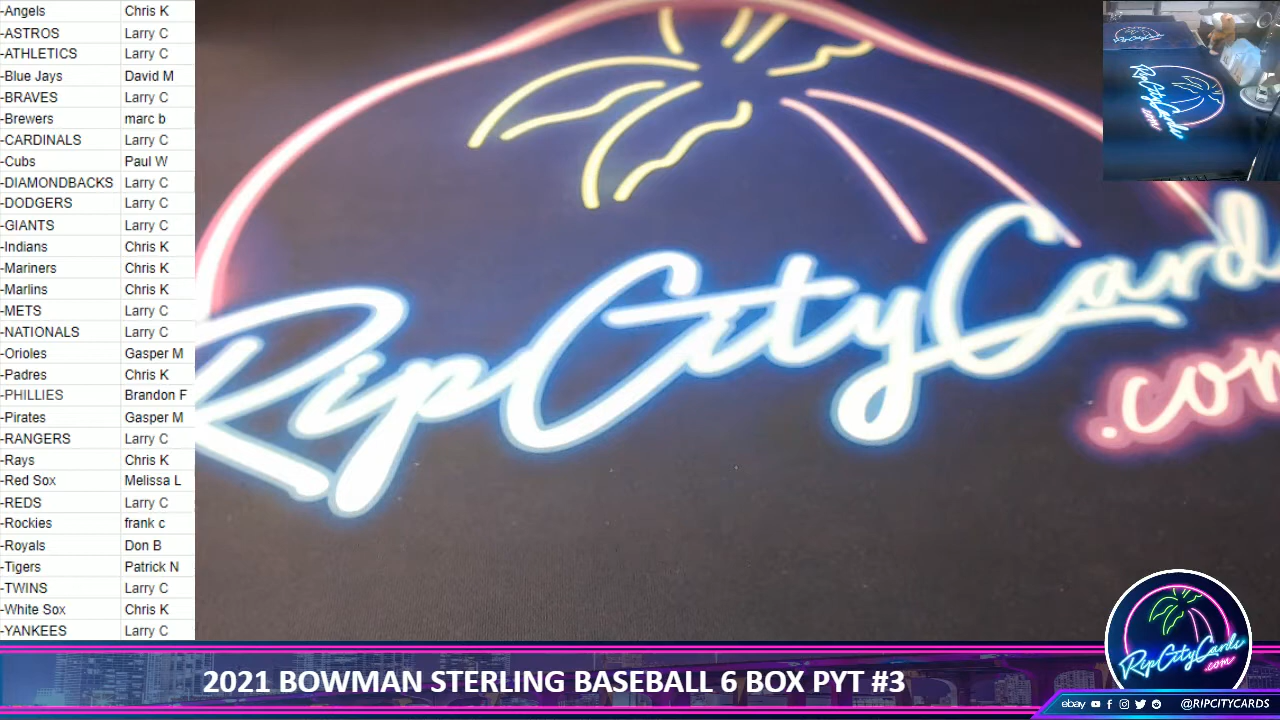 -Angels Chris K
-ASTROS Larry C
-ATHLETICS Larry C
-Blue Jays David M
-BRAVES Larry C
-Brewers marc b
-CARDINALS Larry C
-Cubs Paul W
-DIAMONDBACKS Larry C
-DODGERS Larry C
-GIANTS Larry C
-Indians Chris K
-Mariners Chris K
-Marlins Chris K
-METS Larry C
-NATIONALS Larry C
-Orioles Gasper M
-Padres Chris K
-PHILLIES Brandon F
-Pirates Gasper M
-RANGERS Larry C
-Rays Chris K
-Red Sox Melissa L
-REDS Larry C
-Rockies frank c
-Royals Don B
-Tigers Patrick N
-TWINS Larry C
-White Sox Chris K
-YANKEES Larry C
RipCityCard
.com
RipCityCards
.com
2021 BOWMAN STERLING BASEBALL 6 BOX PYT #3
RipCityCards
.com
ebay @RIPCITYCARDS